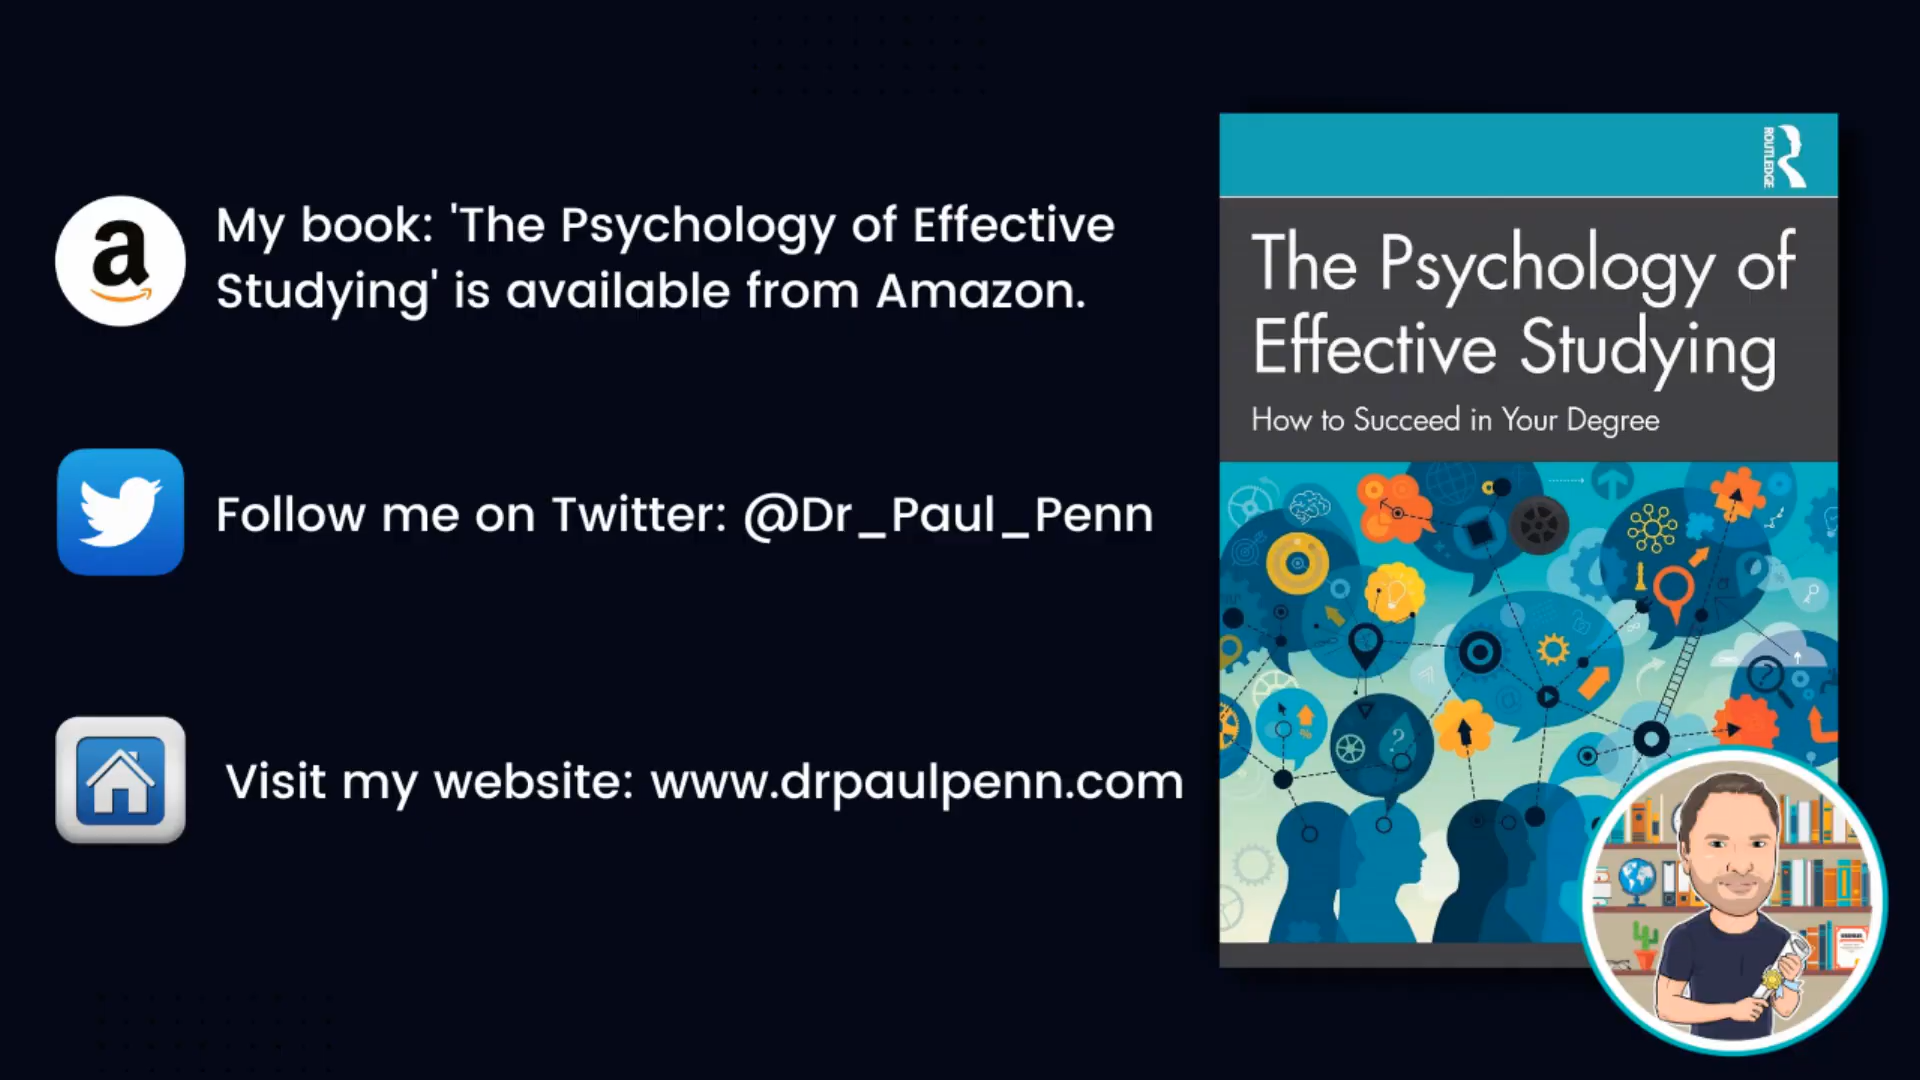 My book: 'The Psychology of Effective
Studying' is available from Amazon.
Follow me on Twitter: @Dr_Paul_Penn
Visit my website: www.drpaulpenn.com
ROUTLEDGE
The Psychology of
Effective Studying
How to Succeed in Your Degree